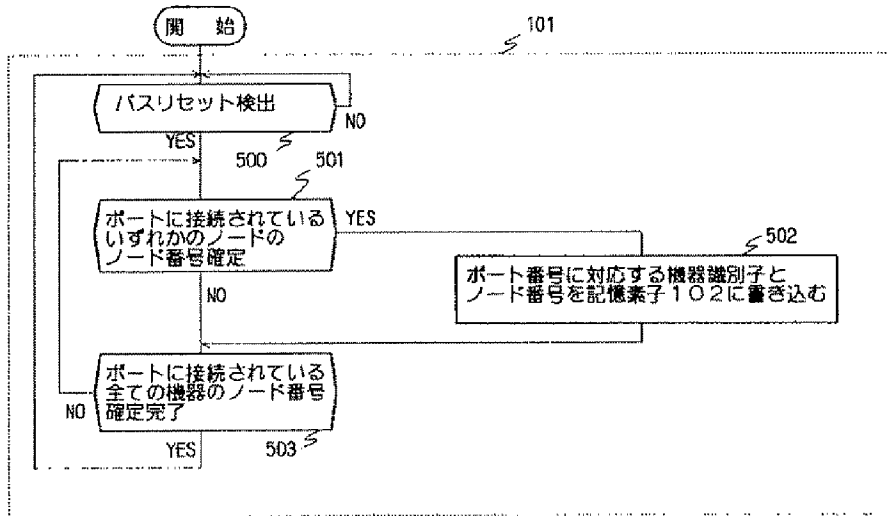 開 始
101
バスリセット検出
NO
YES
500
501
ポートに接続されている
いずれかのノードの
ノード番号確定
YES
502
ポート番号に対応する機器識別子と
ノード番号を記憶素子102に書き込む
NO
ポートに接続されている
全ての機器のノード番号
確定完了
NO
YES
503